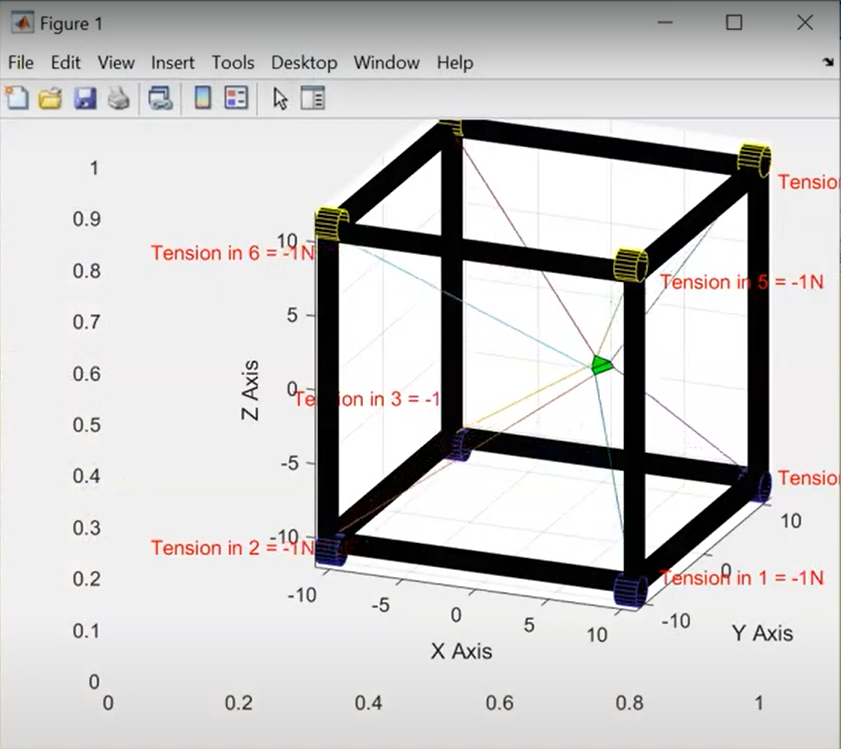 Figure 1
File Edit View Insert Tools Desktop Window Help
1
0.9
0.8
0.7
0.6
0.5
0.4
0.3
0.2
0.1
0
0 0.2 0.4 0.6 0.8 1
Tension in 6 = -1N
Tension in 5 = -1N
Tension in 3 = -1
Tension in 2 = -1N
Tension in 1 = -1N
Tensio
Tensio
10
5
0
-5
-10
Z Axis
-10 -5 0 5 10
X Axis
-10 0 10
Y Axis